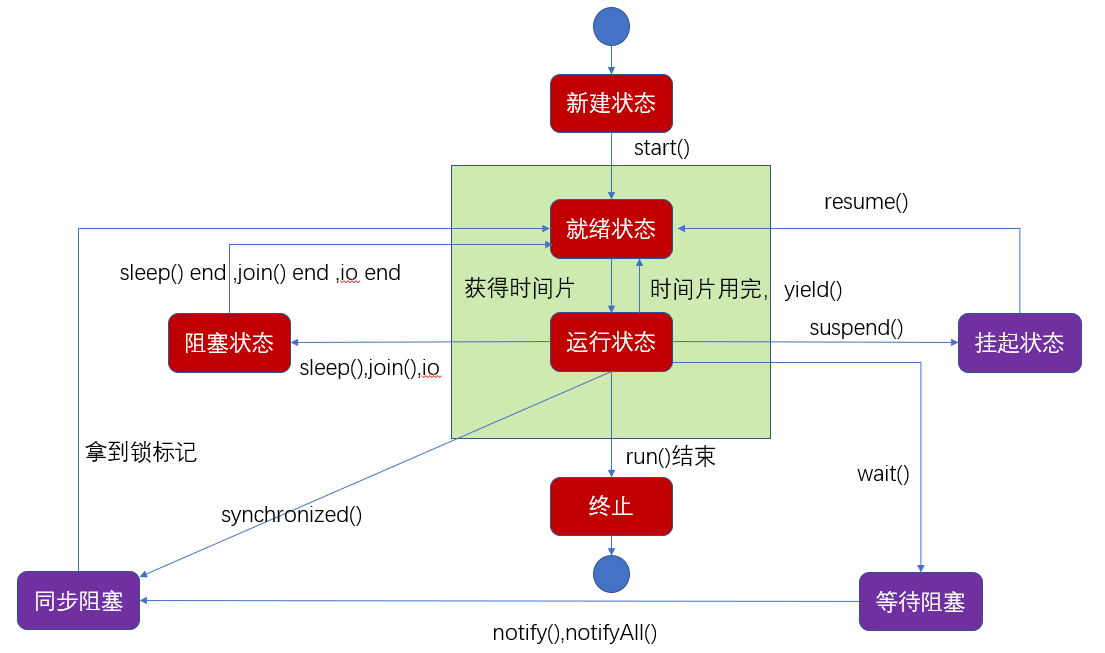 新建状态
start()
resume()
就绪状态
sleep() end ,join() end ,io end
获得时间片
时间片用完，yield()
suspend()
阻塞状态
运行状态
挂起状态
sleep(),join(),io
拿到锁标记
run()结束
wait()
终止
synchronized()
同步阻塞
等待阻塞
notify(),notifyAll()